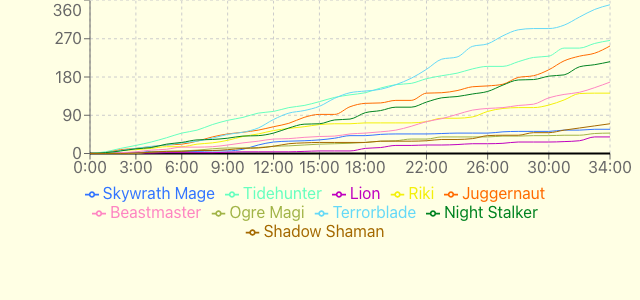 360
270
180
90
0
0:00 3:00 6:00 9:00 12:00 15:00 18:00 22:00 26:00 30:00 34:00
Skywrath Mage Tidehunter Lion Riki Juggernaut
Beastmaster Ogre Magi Terrorblade Night Stalker
Shadow Shaman